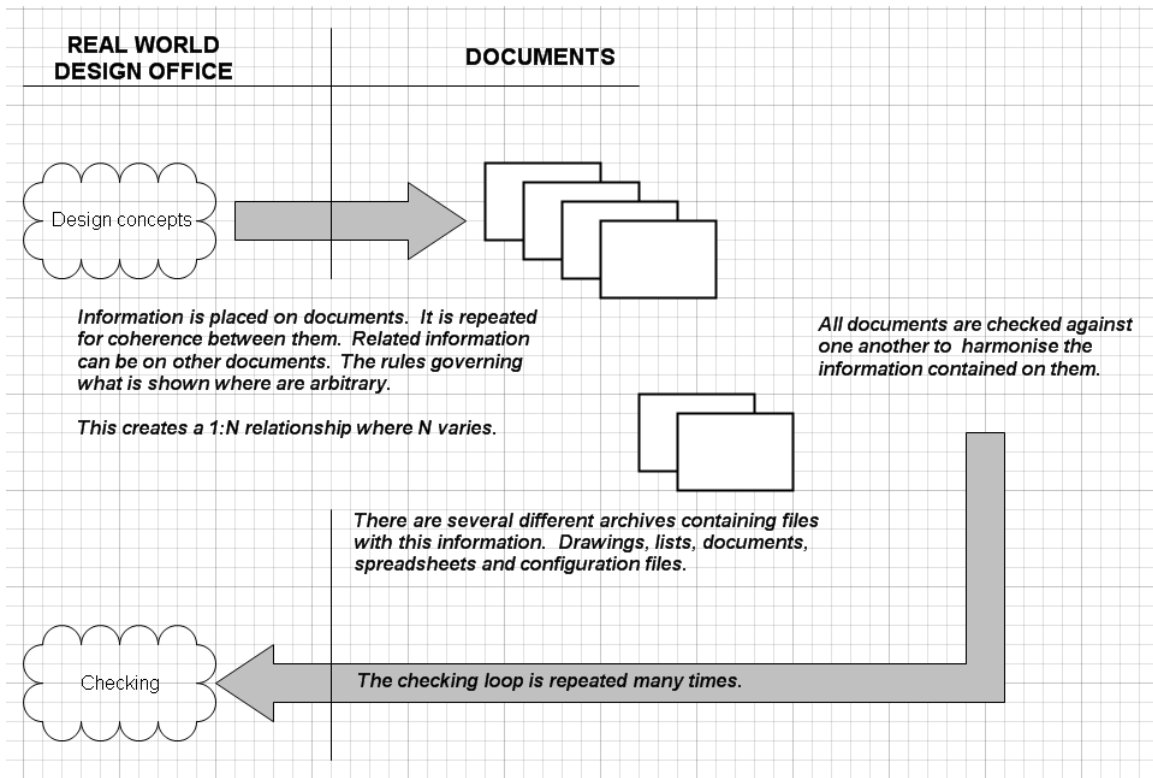 REAL WORLD
DESIGN OFFICE
DOCUMENTS
Design concepts
Information is placed on documents. It is repeated
for coherence between them. Related information
can be on other documents. The rules governing
what is shown where are arbitrary.
This creates a 1:N relationship where N varies.
All documents are checked against
one another to harmonise the
information contained on them.
There are several different archives containing files
with this information. Drawings, lists, documents,
spreadsheets and configuration files.
Checking
The checking loop is repeated many times.